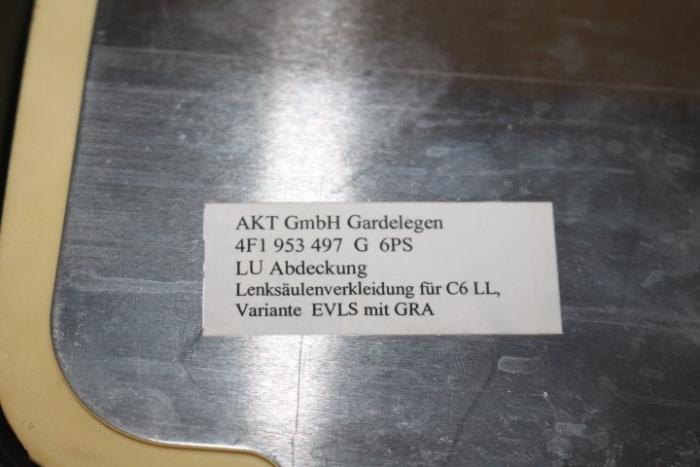 AKT GmbH Gardelegen
4F1 953 497 G 6PS
LU Abdeckung
Lenksäulenverkleidung für C6 LL,
Variante EVLS mit GRA